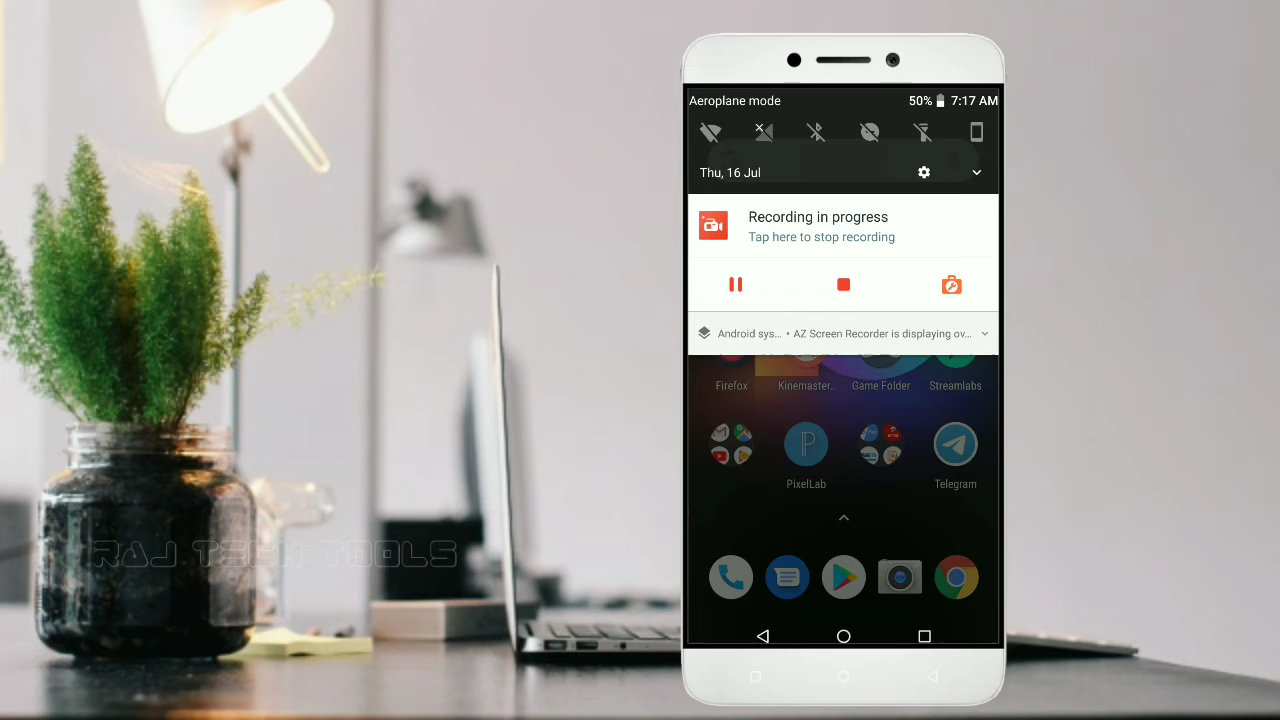 Aeroplane mode
50% 7:17 AM
Thu, 16 Jul
Recording in progress
Tap here to stop recording
Android sys... • AZ Screen Recorder is displaying ov...
Firefox
Kinemaster..
Game Folder
Streamlabs
PixelLab
Telegram
RAJ TECH TOOLS